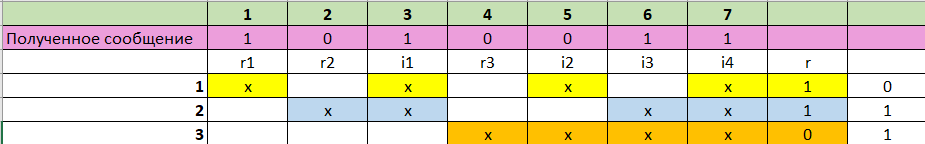 1 2 3 4 5 6 7
Полученное сообщение 1 0 1 0 0 1 1
r1 r2 i1 r3 i2 i3 i4 r
1 x x x x 1 0
2 x x x x 1 1
3 x x x x 0 1